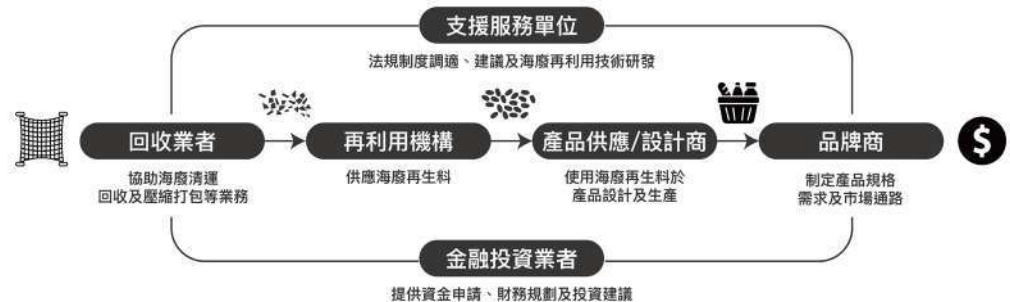 支援服務單位
法規制度調適、建議及海廢再利用技術研發
回收業者
協助海廢清運
回收及壓縮打包等業務
再利用機構
供應海廢再生料
產品供應/設計商
使用海廢再生料於
產品設計及生產
品牌商
制定產品規格
需求及市場通路
$
金融投資業者
提供資金申請、財務規劃及投資建議